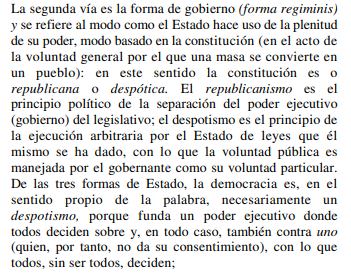 La segunda vía es la forma de gobierno (forma regiminis)
y se refiere al modo como el Estado hace uso de la plenitud
de su poder, modo basado en la constitución (en el acto de
la voluntad general por el que una masa se convierte en
un pueblo): en este sentido la constitución es o
republicana o despótica. El republicanismo es el
principio político de la separación del poder ejecutivo
(gobierno) del legislativo; el despotismo es el principio de
la ejecución arbitraria por el Estado de leyes que él
mismo se ha dado, con lo que la voluntad pública es
manejada por el gobernante como su voluntad particular.
De las tres formas de Estado, la democracia es, en el
sentido propio de la palabra, necesariamente un
despotismo, porque funda un poder ejecutivo donde
todos deciden sobre y, en todo caso, también contra uno
(quien, por tanto, no da su consentimiento), con lo que
todos, sin ser todos, deciden;